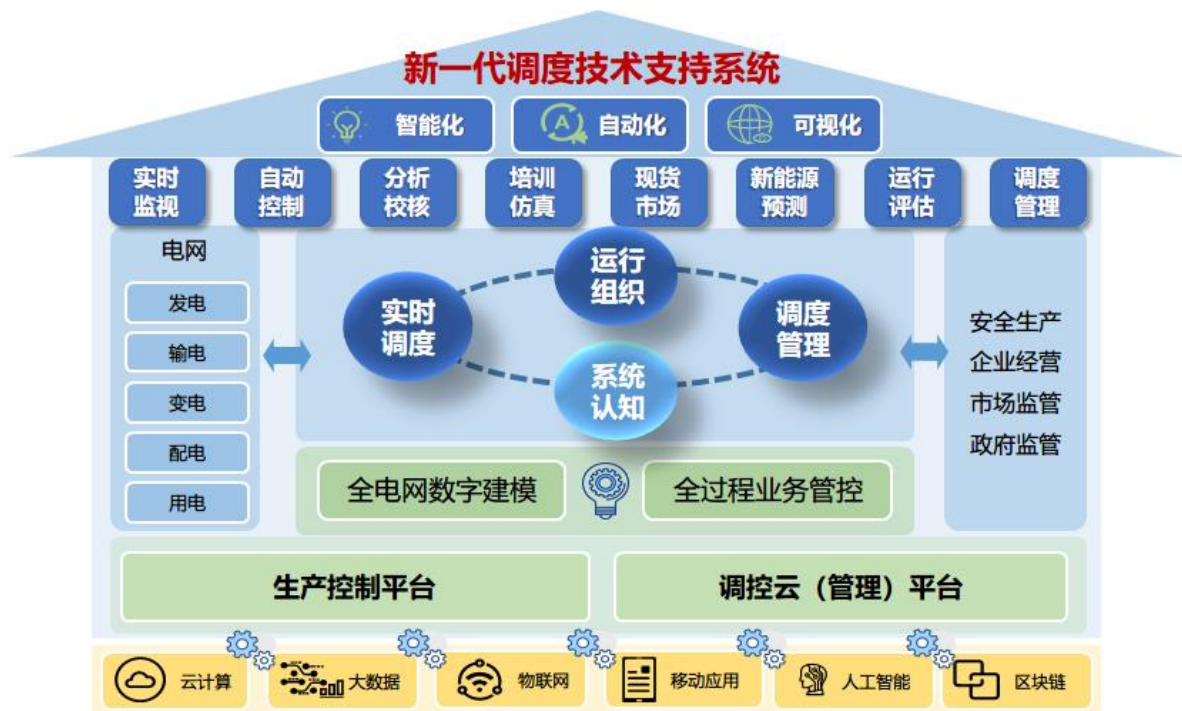 新一代调度技术支持系统
智能化
A
自动化
可视化
实时
监视
自动
控制
分析
校核
培训
仿真
现货
市场
新能源
预测
运行
评估
调度
管理
电网
发电
输电
变电
配电
用电
运行
组织
实时
调度
调度
管理
系统
认知
安全生产
企业经营
市场监管
政府监管
全电网数字建模
全过程业务管控
生产控制平台
调控云（管理）平台
云计算
大数据
物联网
移动应用
人工智能
区块链